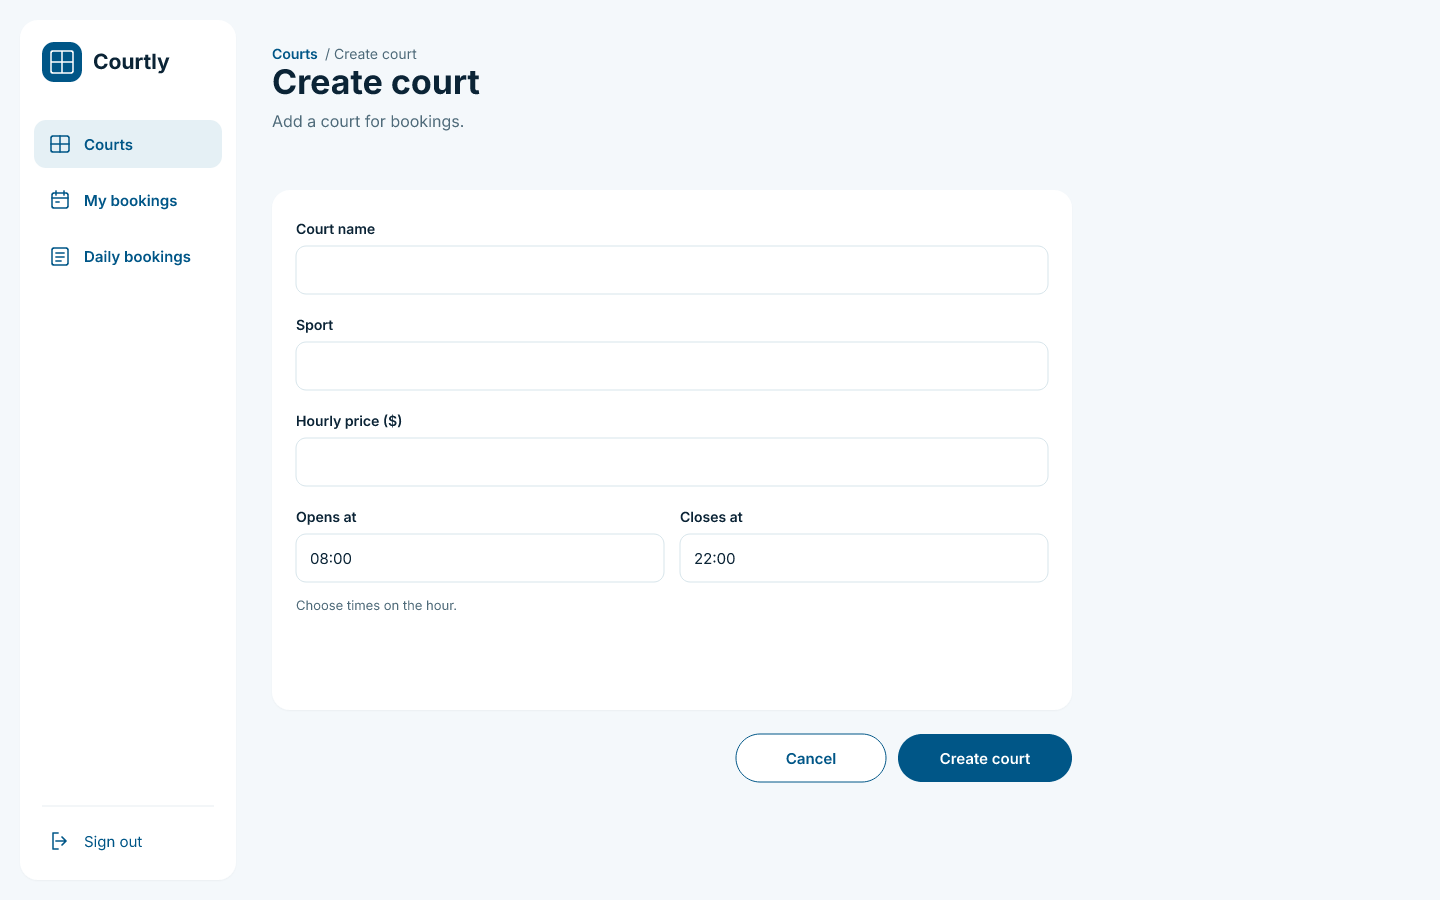 Courtly
Courts
My bookings
Daily bookings
Sign out
Courts / Create court
Create court
Add a court for bookings.
Court name
Sport
Hourly price ($)
Opens at
Closes at
08:00
22:00
Choose times on the hour.
Cancel
Create court